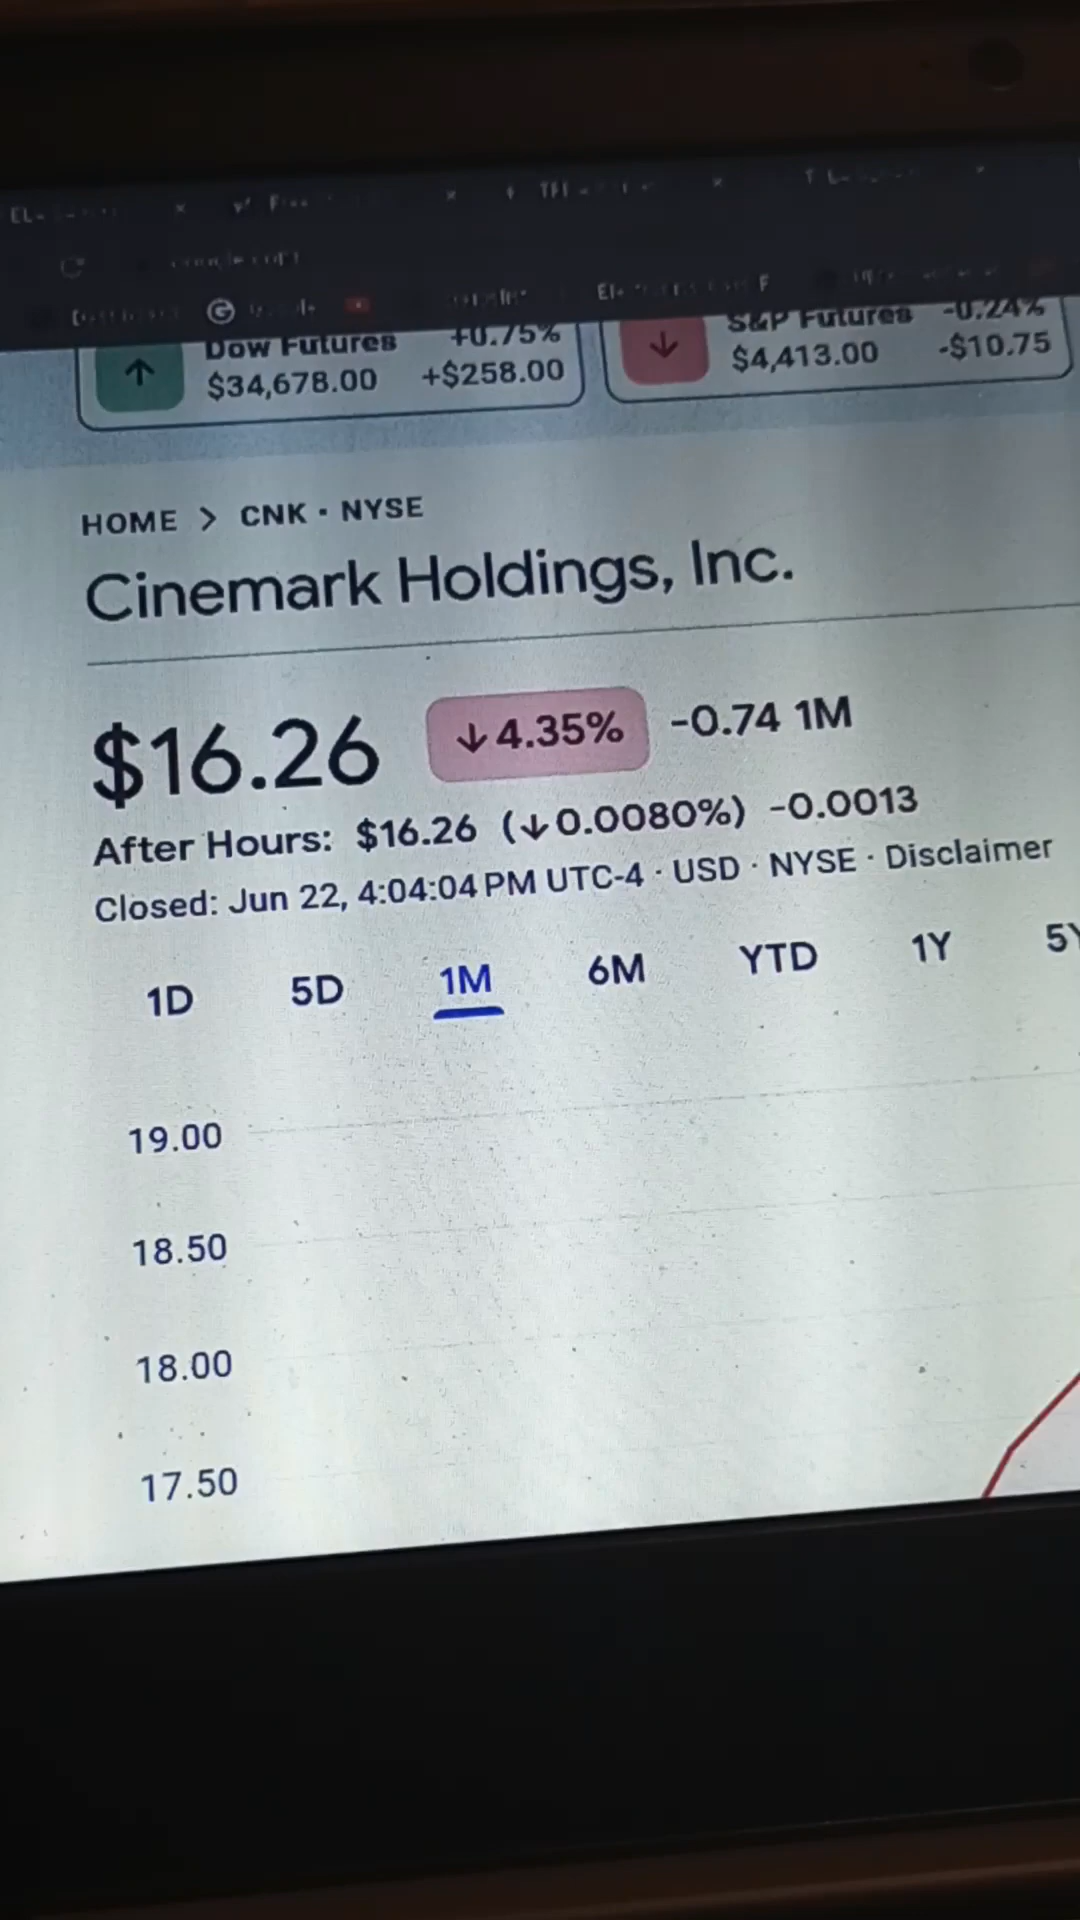 Dow Futures +0.75%
$34,678.00 +$258.00
S&P Futures -0.24%
$4,413.00 -$10.75
HOME > CNK • NYSE
Cinemark Holdings, Inc.
$16.26 ↓4.35% -0.74 1M
After Hours: $16.26 (↓0.0080%) -0.0013
Closed: Jun 22, 4:04:04 PM UTC-4 · USD · NYSE · Disclaimer
1D 5D 1M 6M YTD 1Y 5Y
19.00
18.50
18.00
17.50